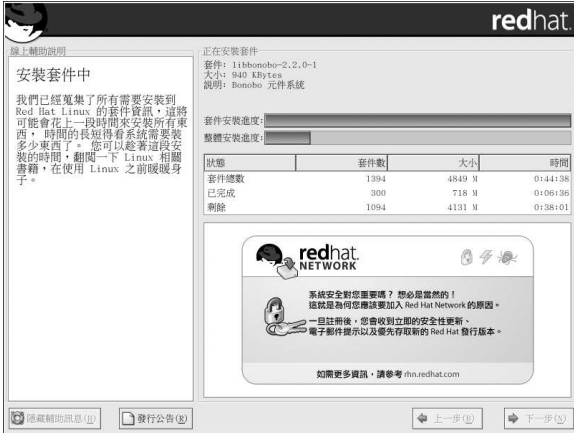 redhat.
線上輔助說明
安裝套件中
我們已經蒐集了所有需要安裝到
Red Hat Linux 的套件資訊，這將
可能會花上一段時間來安裝所有東
西， 時間的長短得看系統需要裝
多少東西了。 您可以趁著這段安
裝的時間，翻閱一下 Linux 相關
書籍，在使用 Linux 之前暖暖身
子。
正在安裝套件
套件: libbonobo-2.2.0-1
大小: 940 KBytes
說明: Bonobo 元件系統
套件安裝進度:
整體安裝進度:
狀態 套件數 大小 時間
套件總數 1394 4849 M 0:44:38
已完成 300 718 M 0:06:36
剩餘 1094 4131 M 0:38:01
redhat.
NETWORK
系統安全對您重要嗎？ 想必是當然的！
這就是為何您應該要加入 Red Hat Network 的原因。
一旦註冊後，您會收到立即的安全性更新、
電子郵件提示以及優先存取新的 Red Hat 發行版本。
如需更多資訊，請參考 rhn.redhat.com
隱藏輔助訊息(H)
發行公告(R)
上一步(B)
下一步(N)